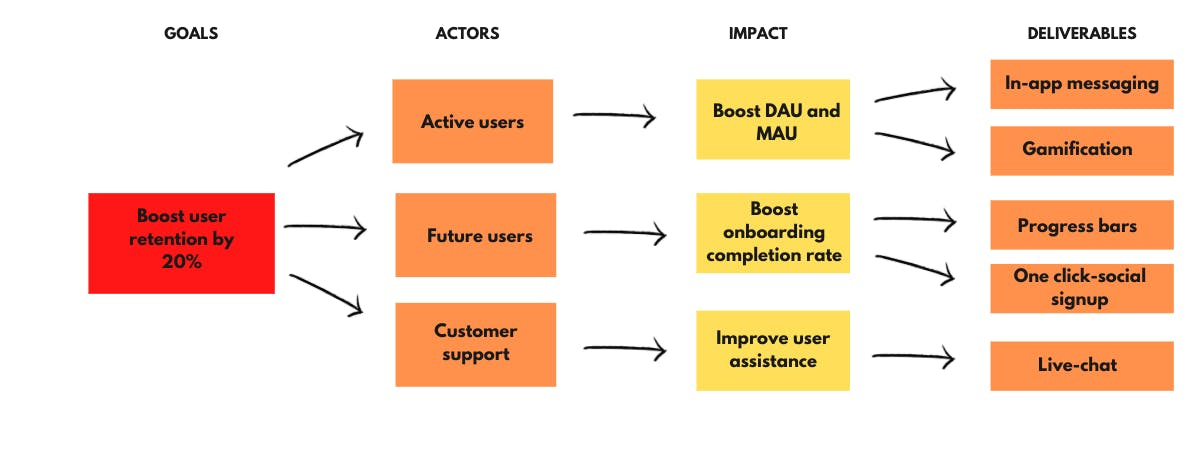 GOALS
ACTORS
IMPACT
DELIVERABLES
Boost user
retention by
20%
Active users
Future users
Customer
support
Boost DAU and
MAU
Boost
onboarding
completion rate
Improve user
assistance
In-app messaging
Gamification
Progress bars
One click-social
signup
Live-chat